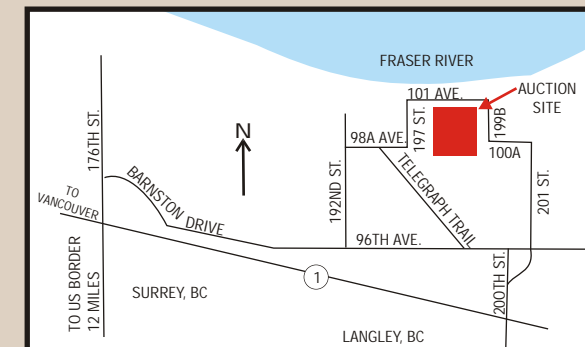 FRASER RIVER
101 AVE.
AUCTION
SITE
176TH ST.
N
98A AVE.
197 ST.
199B
100A
BARNSTON DRIVE
192ND ST.
TELEGRAPH TRAIL
201 ST.
TO
VANCOUVER
96TH AVE.
TO US BORDER
12 MILES
SURREY, BC
1
200TH ST.
LANGLEY, BC